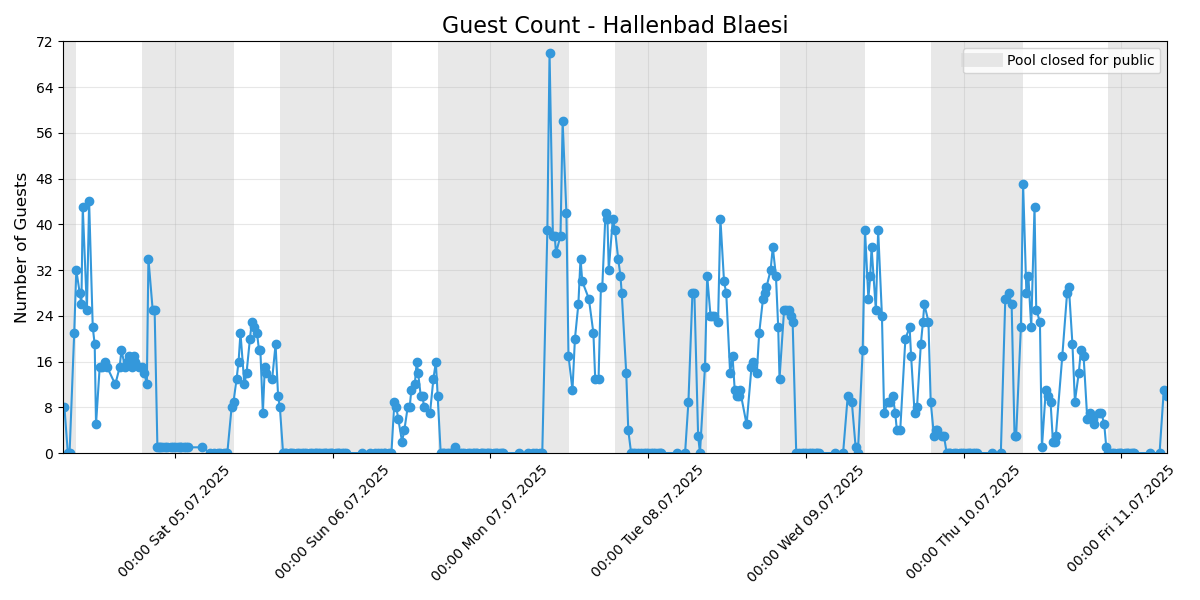 Guest Count - Hallenbad Blaesi
Pool closed for public
Number of Guests
72
64
56
48
40
32
24
16
8
0
00:00 Sat 05.07.2025
00:00 Sun 06.07.2025
00:00 Mon 07.07.2025
00:00 Tue 08.07.2025
00:00 Wed 09.07.2025
00:00 Thu 10.07.2025
00:00 Fri 11.07.2025